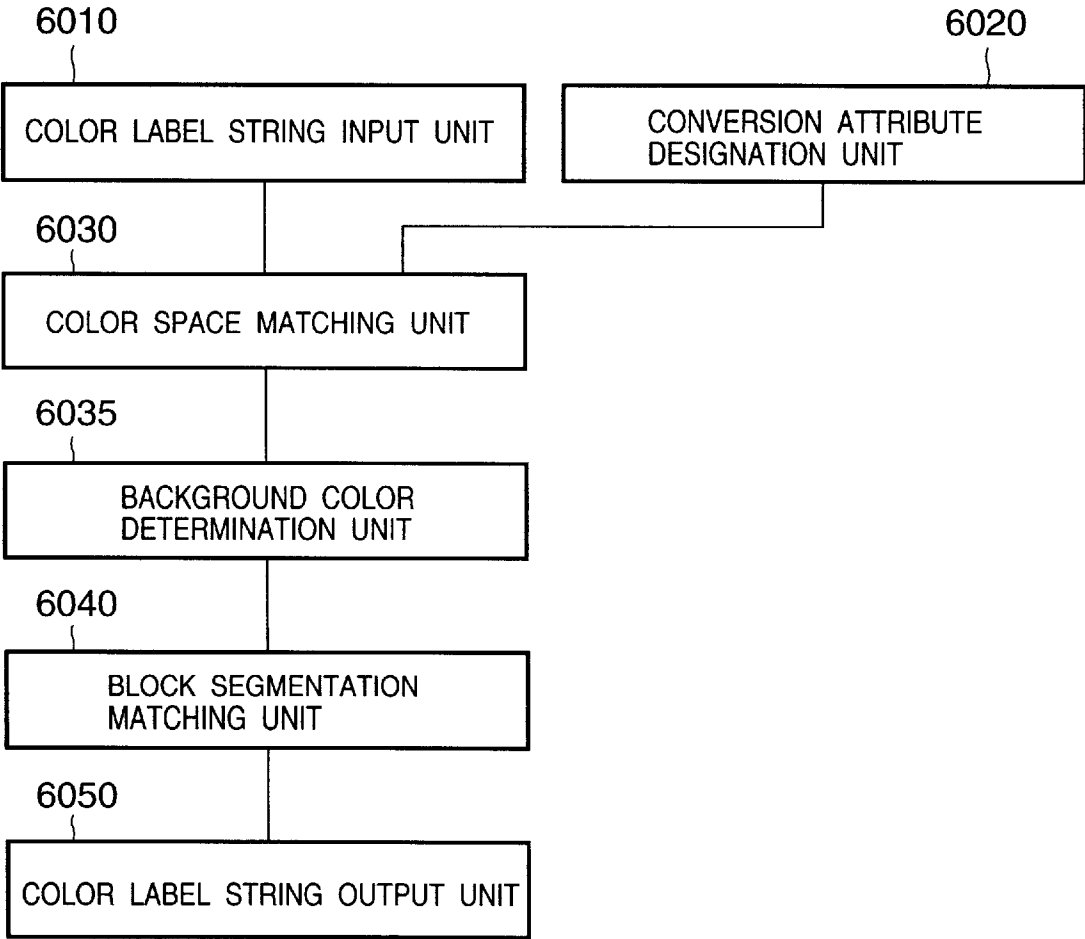 6010
6020
COLOR LABEL STRING INPUT UNIT
CONVERSION ATTRIBUTE
DESIGNATION UNIT
6030
COLOR SPACE MATCHING UNIT
6035
BACKGROUND COLOR
DETERMINATION UNIT
6040
BLOCK SEGMENTATION
MATCHING UNIT
6050
COLOR LABEL STRING OUTPUT UNIT